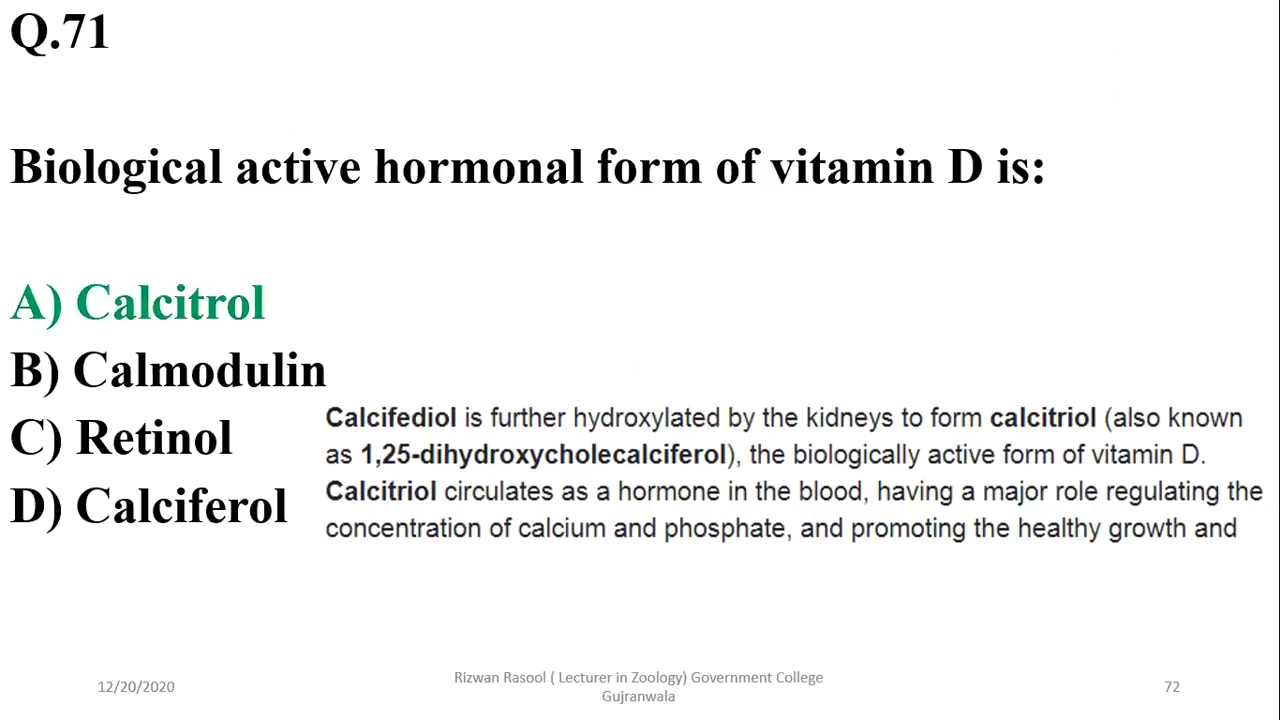 Q.71
Biological active hormonal form of vitamin D is:
A) Calcitrol
B) Calmodulin
C) Retinol
D) Calciferol
Calcifediol is further hydroxylated by the kidneys to form calcitriol (also known
as 1,25-dihydroxycholecalciferol), the biologically active form of vitamin D.
Calcitriol circulates as a hormone in the blood, having a major role regulating the
concentration of calcium and phosphate, and promoting the healthy growth and
12/20/2020
Rizwan Rasool ( Lecturer in Zoology) Government College
Gujranwala
72